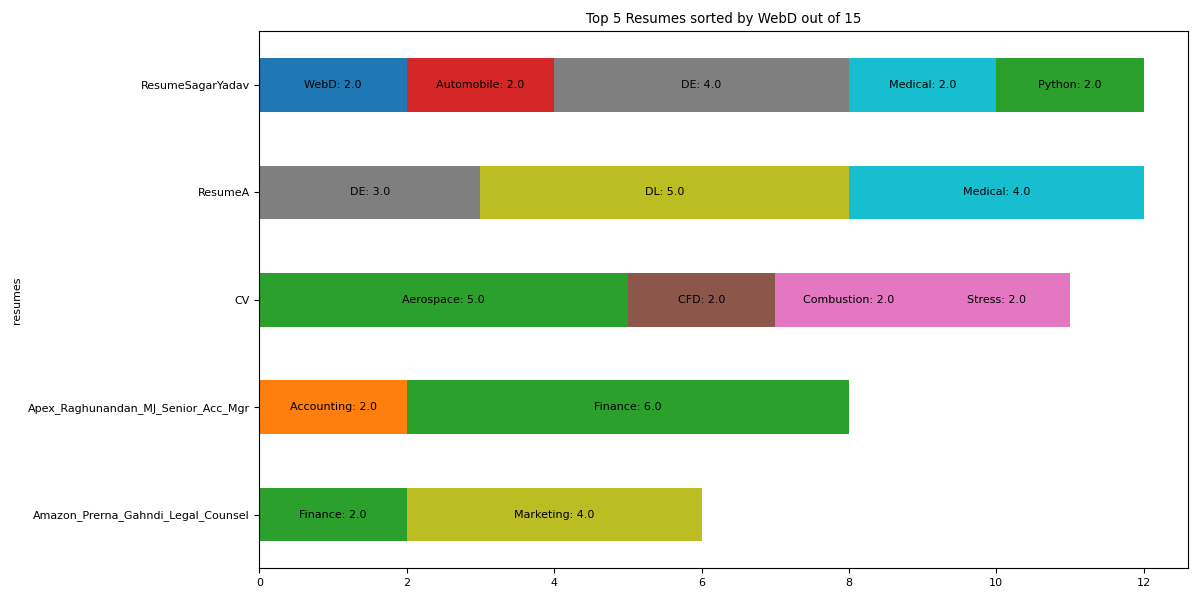 Top 5 Resumes sorted by WebD out of 15
resumes
ResumeSagarYadav
WebD: 2.0
Automobile: 2.0
DE: 4.0
Medical: 2.0
Python: 2.0
ResumeA
DE: 3.0
DL: 5.0
Medical: 4.0
CV
Aerospace: 5.0
CFD: 2.0
Combustion: 2.0
Stress: 2.0
Apex_Raghunandan_MJ_Senior_Acc_Mgr
Accounting: 2.0
Finance: 6.0
Amazon_Prerna_Gahndi_Legal_Counsel
Finance: 2.0
Marketing: 4.0
0 2 4 6 8 10 12